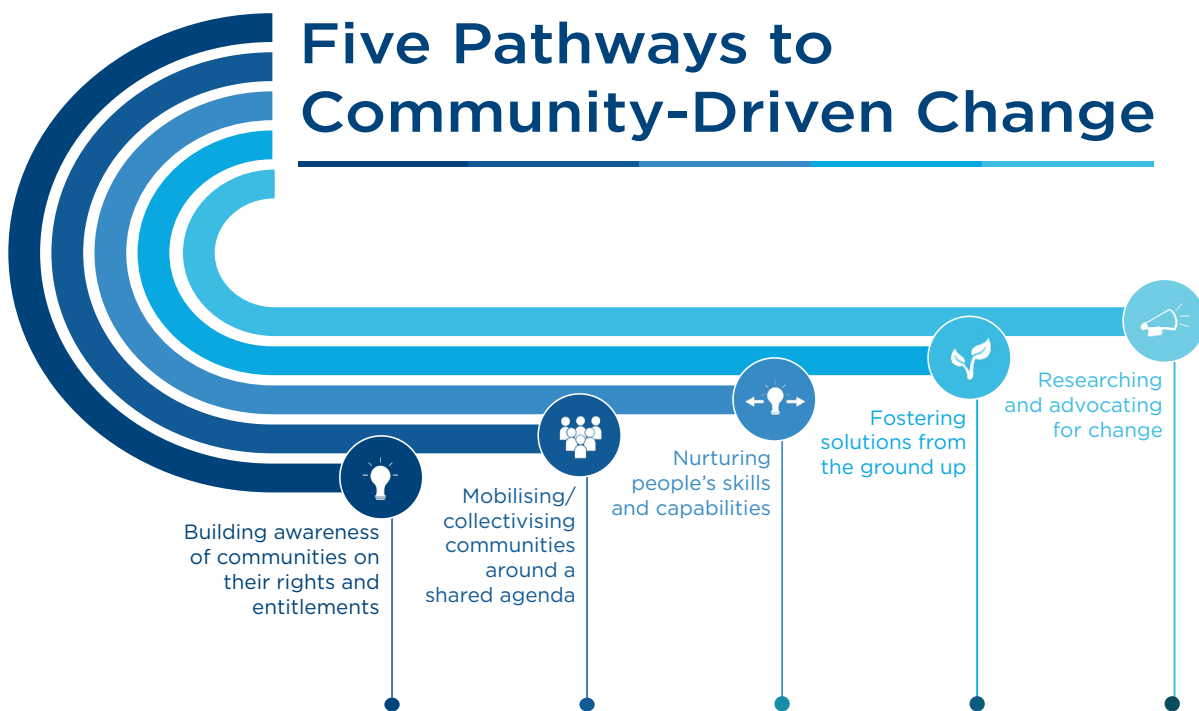 Five Pathways to
Community-Driven Change
Building awareness
of communities on
their rights and
entitlements
Mobilising/
collectivising
communities
around a
shared agenda
Nurturing
people's skills
and capabilities
Fostering
solutions from
the ground up
Researching
and advocating
for change